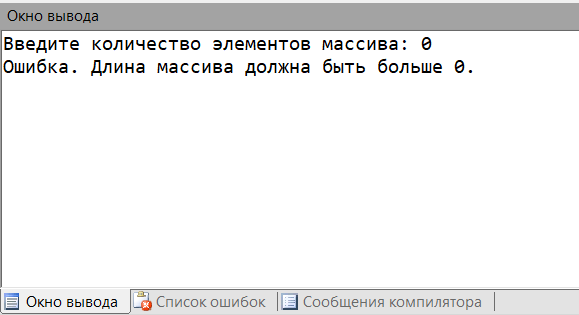 Окно вывода
Введите количество элементов массива: 0
Ошибка. Длина массива должна быть больше 0.
Окно вывода Список ошибок Сообщения компилятора